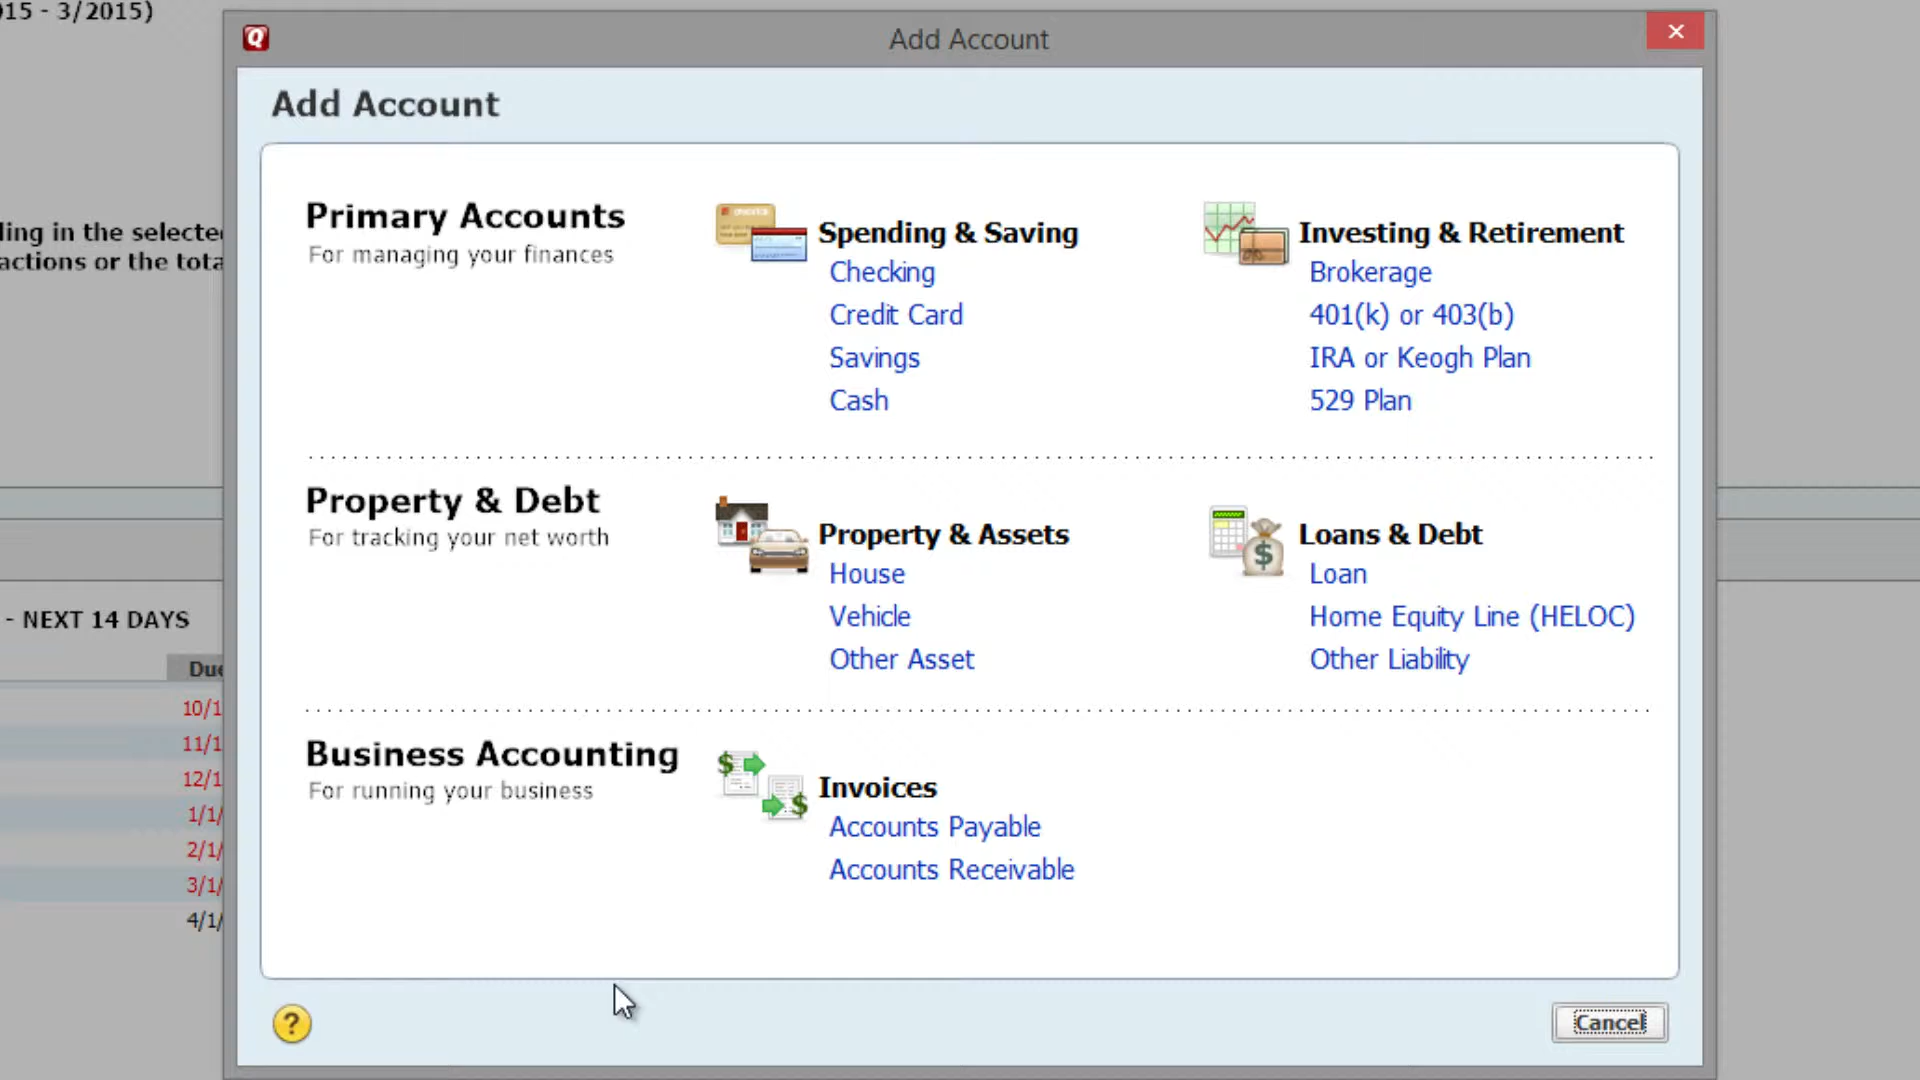 015 - 3/2015)
Add Account
Add Account
Primary Accounts
For managing your finances
Spending & Saving
Checking
Credit Card
Savings
Cash
Investing & Retirement
Brokerage
401(k) or 403(b)
IRA or Keogh Plan
529 Plan
ling in the selecte
actions or the tota
Property & Debt
For tracking your net worth
Property & Assets
House
Vehicle
Other Asset
Loans & Debt
Loan
Home Equity Line (HELOC)
Other Liability
- NEXT 14 DAYS
Due
10/1
11/1
12/1
1/1/
2/1/
3/1/
4/1/
Business Accounting
For running your business
Invoices
Accounts Payable
Accounts Receivable
?
Cancel